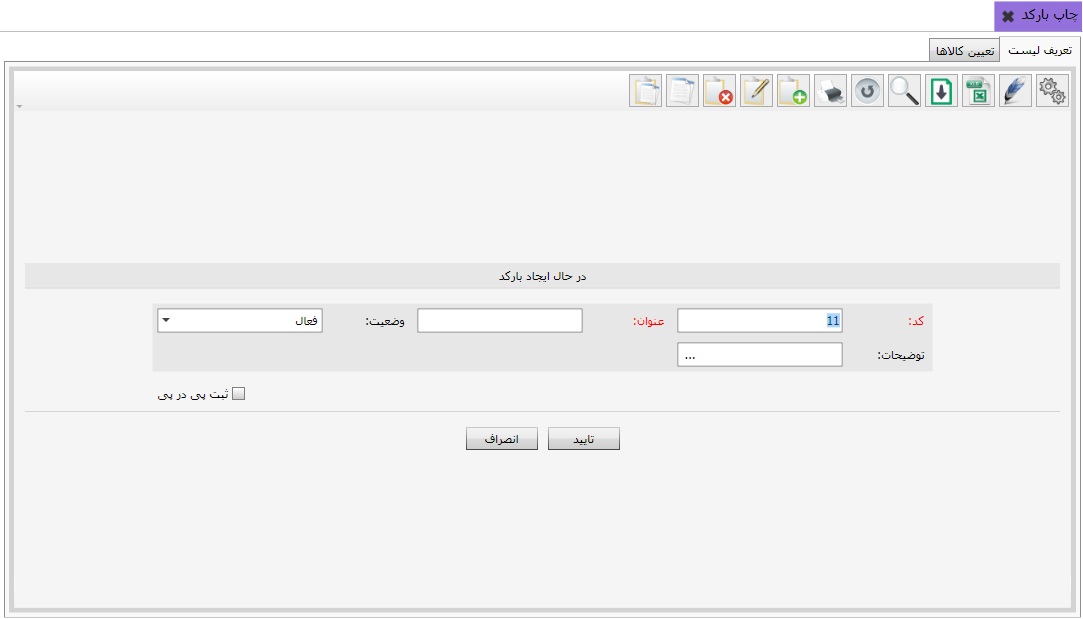 چاپ بارکد
تعریف لیست
تعیین کالاها
در حال ایجاد بارکد
کد: 11 عنوان: وضعیت: فعال
توضیحات: ...
ثبت پی در پی
تایید انصراف